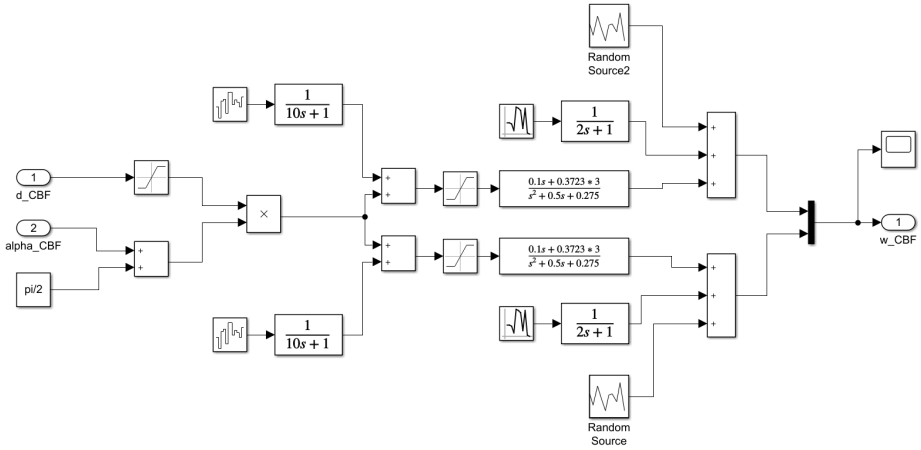 Random
Source2
1
10s + 1
1
2s + 1
+
+
+
1
d_CBF
+
+
0.1s + 0.3723 * 3
s² + 0.5s + 0.275
×
2
alpha_CBF
+
+
pi/2
1
w_CBF
+
+
0.1s + 0.3723 * 3
s² + 0.5s + 0.275
+
+
+
1
10s + 1
1
2s + 1
Random
Source